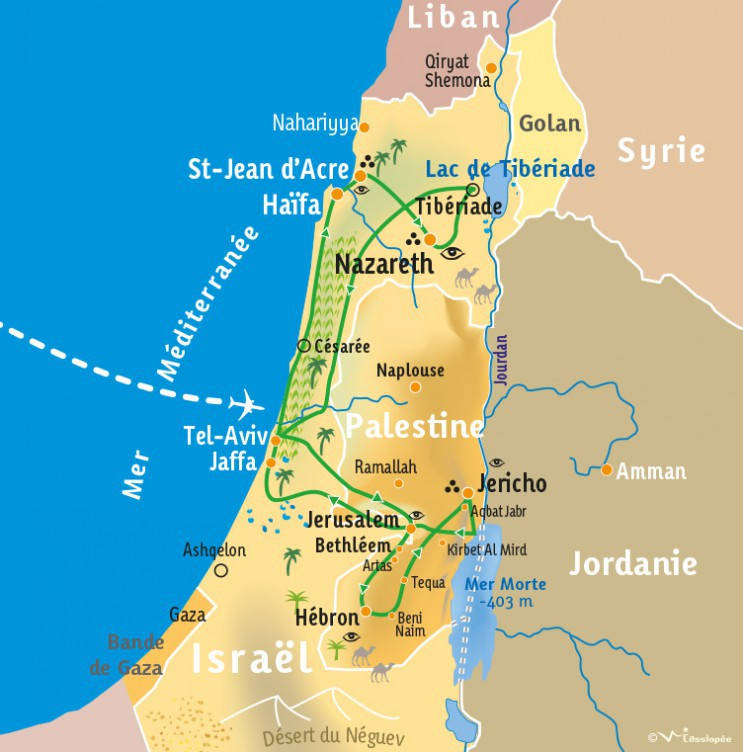 Liban
Qiryat
Shemona
Golan
Syrie
Nahariyya
St-Jean d'Acre
Lac de Tibériade
Haïfa
Tibériade
Nazareth
Mer Méditerranée
Césarée
Jourdan
Naplouse
Palestine
Tel-Aviv
Jaffa
Ramallah
Jericho
Amman
Aqbat Jabr
Jerusalem
Bethléem
Kirbet Al Mird
Artas
Ashqelon
Tequa
Mer Morte
-403 m
Jordanie
Hébron
Beni
Naim
Gaza
Bande
de Gaza
Israël
Désert du Néguev
© Cassiopée